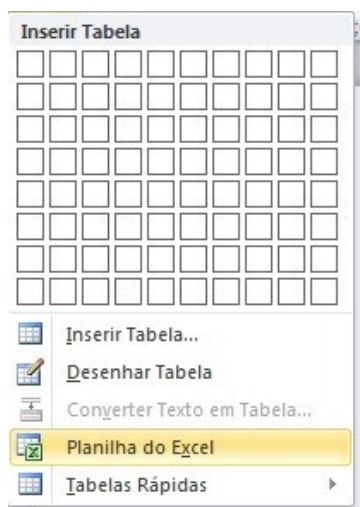 Inserir Tabela
Inserir Tabela...
Desenhar Tabela
Converter Texto em Tabela...
Planilha do Excel
Tabelas Rápidas